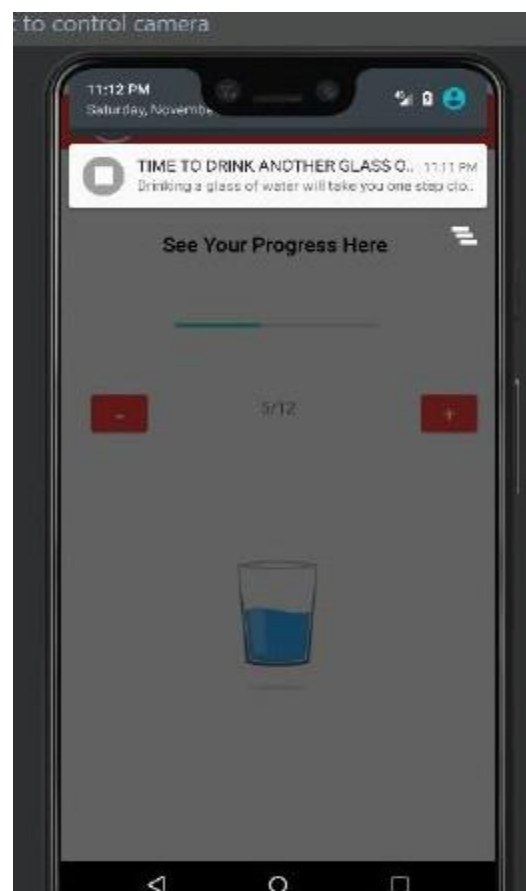 to control camera
11:12 PM
Saturday, Novembe
TIME TO DRINK ANOTHER GLASS O.. 11:11 PM
Drinking a glass of water will take you one step clo..
See Your Progress Here
- 5/12 +